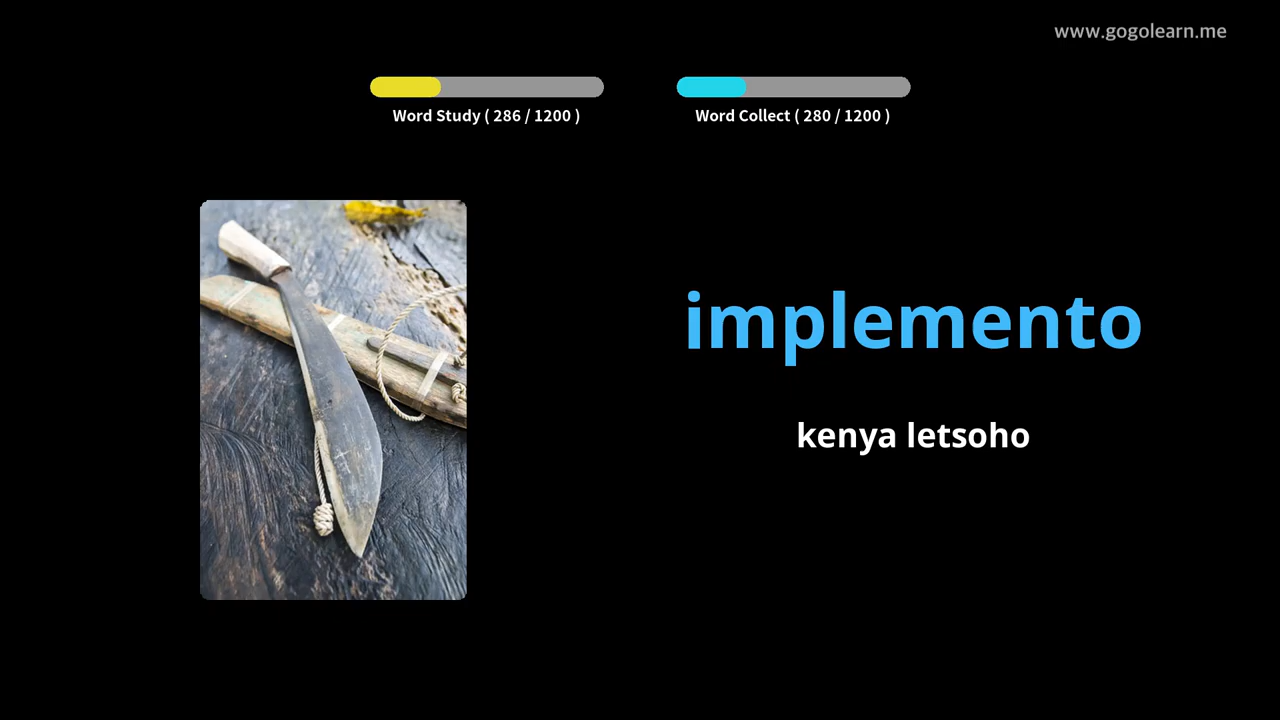 www.gogolearn.me
Word Study ( 286 / 1200 )
Word Collect ( 280 / 1200 )
implemento
kenya letsoho